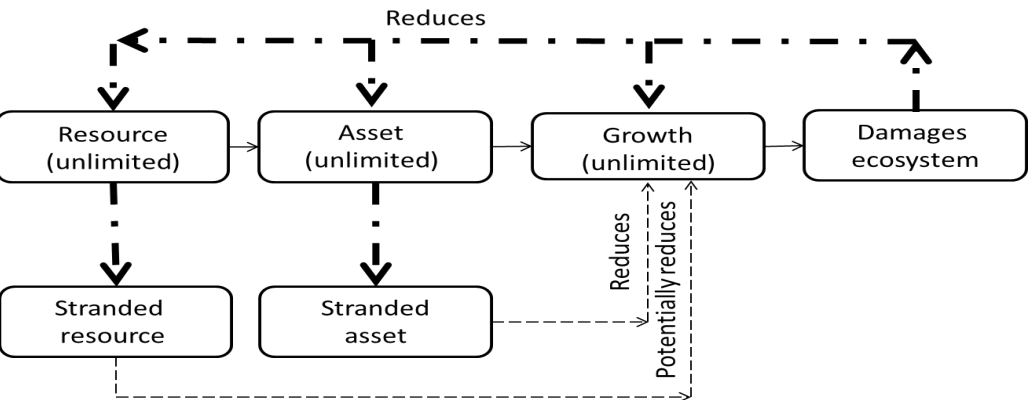 Reduces
Resource
(unlimited)
Asset
(unlimited)
Growth
(unlimited)
Damages
ecosystem
Reduces
Potentially reduces
Stranded
resource
Stranded
asset